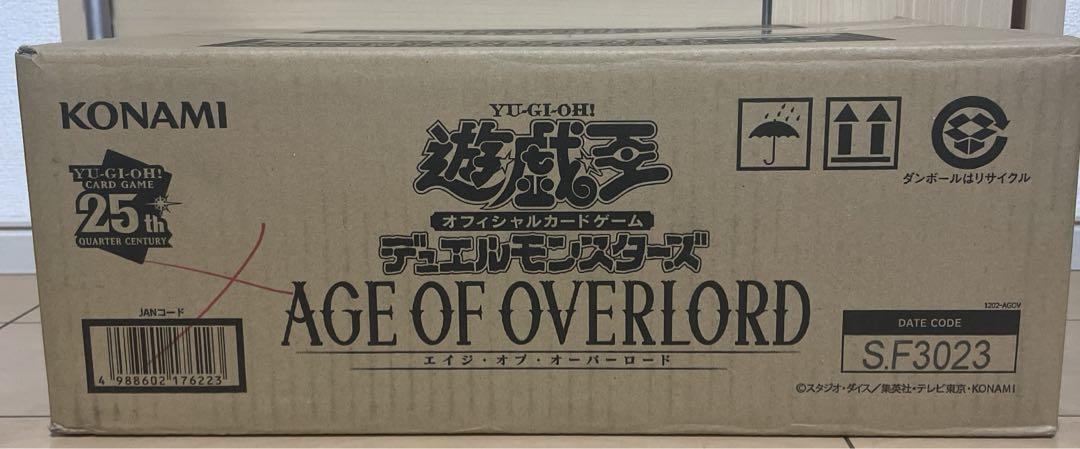 KONAMI
YU-GI-OH!
CARD GAME
25th
QUARTER CENTURY
YU-GI-OH!
遊☆戯☆王
オフィシャルカードゲーム
デュエルモンスターズ
AGE OF OVERLORD
エイジ・オブ・オーバーロード
ダンボールはリサイクル
JANコード
4 988602 176223
1202-AGOV
DATE CODE
S.F3023
©スタジオ・ダイス/集英社・テレビ東京・KONAMI